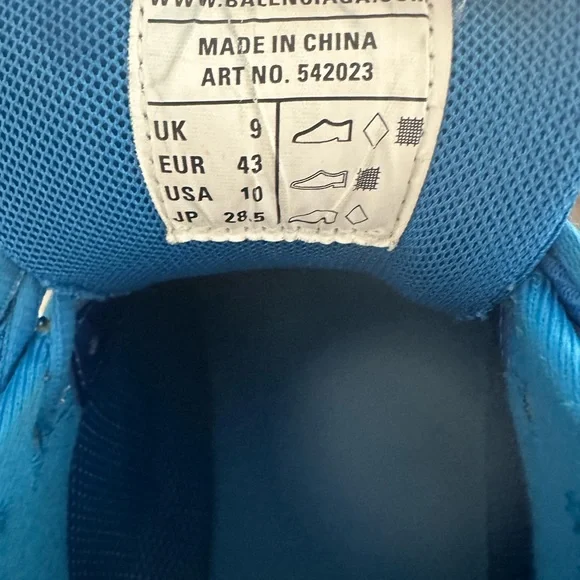 WWW.BALENCIAGA.COM
MADE IN CHINA
ART NO. 542023
UK 9
EUR 43
USA 10
JP 28.5